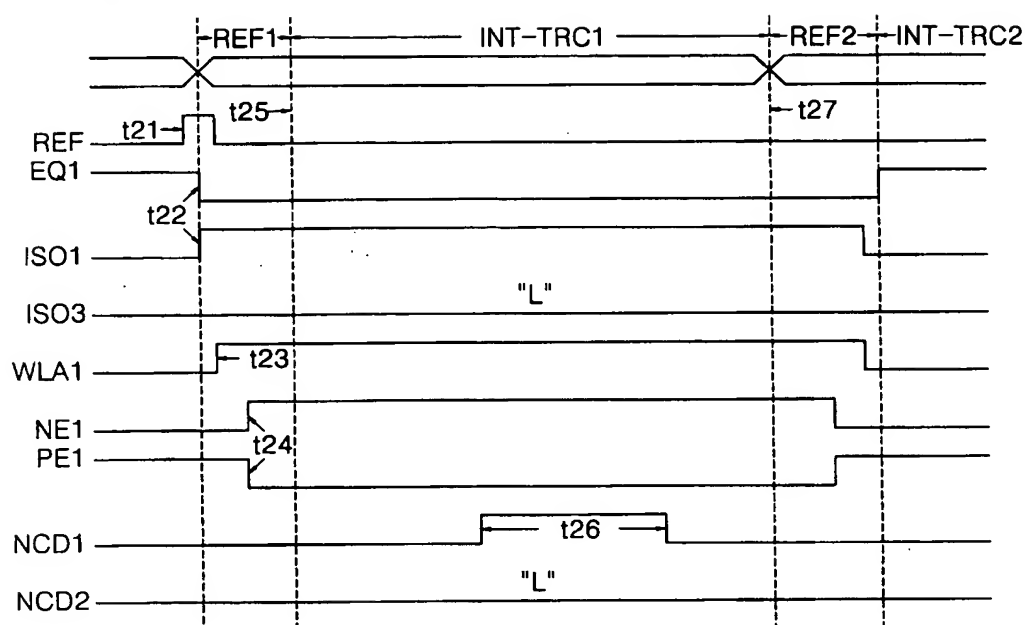 REF1 INT-TRC1 REF2 INT-TRC2
t25 t27
t21
REF
EQ1
t22
ISO1
"L"
ISO3
t23
WLA1
NE1
t24
PE1
t26
NCD1
"L"
NCD2